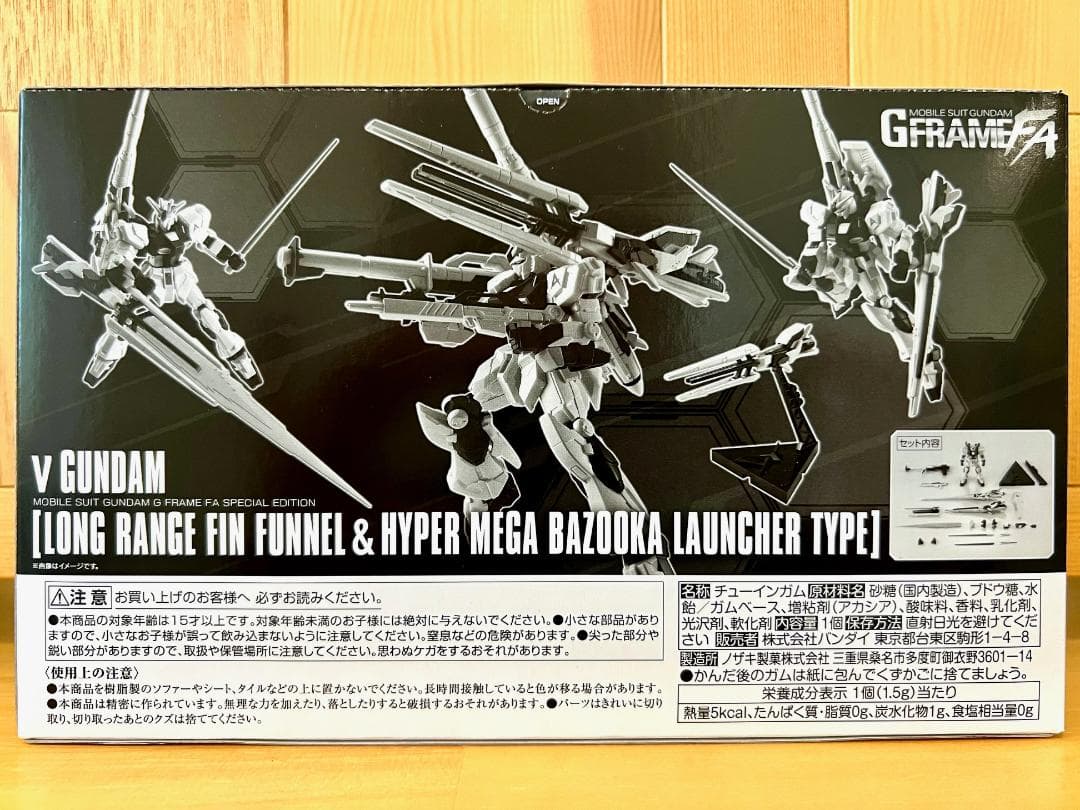 OPEN
MOBILE SUIT GUNDAM
GFRAMEFA
ν GUNDAM
MOBILE SUIT GUNDAM G FRAME FA SPECIAL EDITION
[LONG RANGE FIN FUNNEL & HYPER MEGA BAZOOKA LAUNCHER TYPE]
※画像はイメージです。
セット内容
⚠注意 お買い上げのお客様へ 必ずお読みください。
●本商品の対象年齢は15才以上です。対象年齢未満のお子様には絶対に与えないでください。●小さな部品がありま
すので、小さなお子様が誤って飲み込まないように注意してください。窒息などの危険があります。●尖った部分や
鋭い部分がありますので、取扱や保管場所に注意してください。思わぬケガをするおそれがあります。
〈使用上の注意〉
●本商品を樹脂製のソファーやシート、タイルなどの上に置かないでください。長時間接触していると色が移る場合があります。
●本商品は精密に作られています。無理な力を加えたり、落としたりすると破損するおそれがあります。●パーツはきれいに切り
取り、切り取ったあとのクズは捨ててください。
名称 チューインガム 原材料名 砂糖(国内製造)、ブドウ糖、水
飴/ガムベース、増粘剤(アカシア)、酸味料、香料、乳化剤、
光沢剤、軟化剤 内容量 1個 保存方法 直射日光を避けてくだ
さい 販売者 株式会社バンダイ 東京都台東区駒形1-4-8
製造所 ノザキ製菓株式会社 三重県桑名市多度町御衣野3601-14
●かんだ後のガムは紙に包んでくずかごに捨てましょう。
栄養成分表示 1個(1.5g)当たり
熱量5kcal、たんぱく質・脂質0g、炭水化物1g、食塩相当量0g